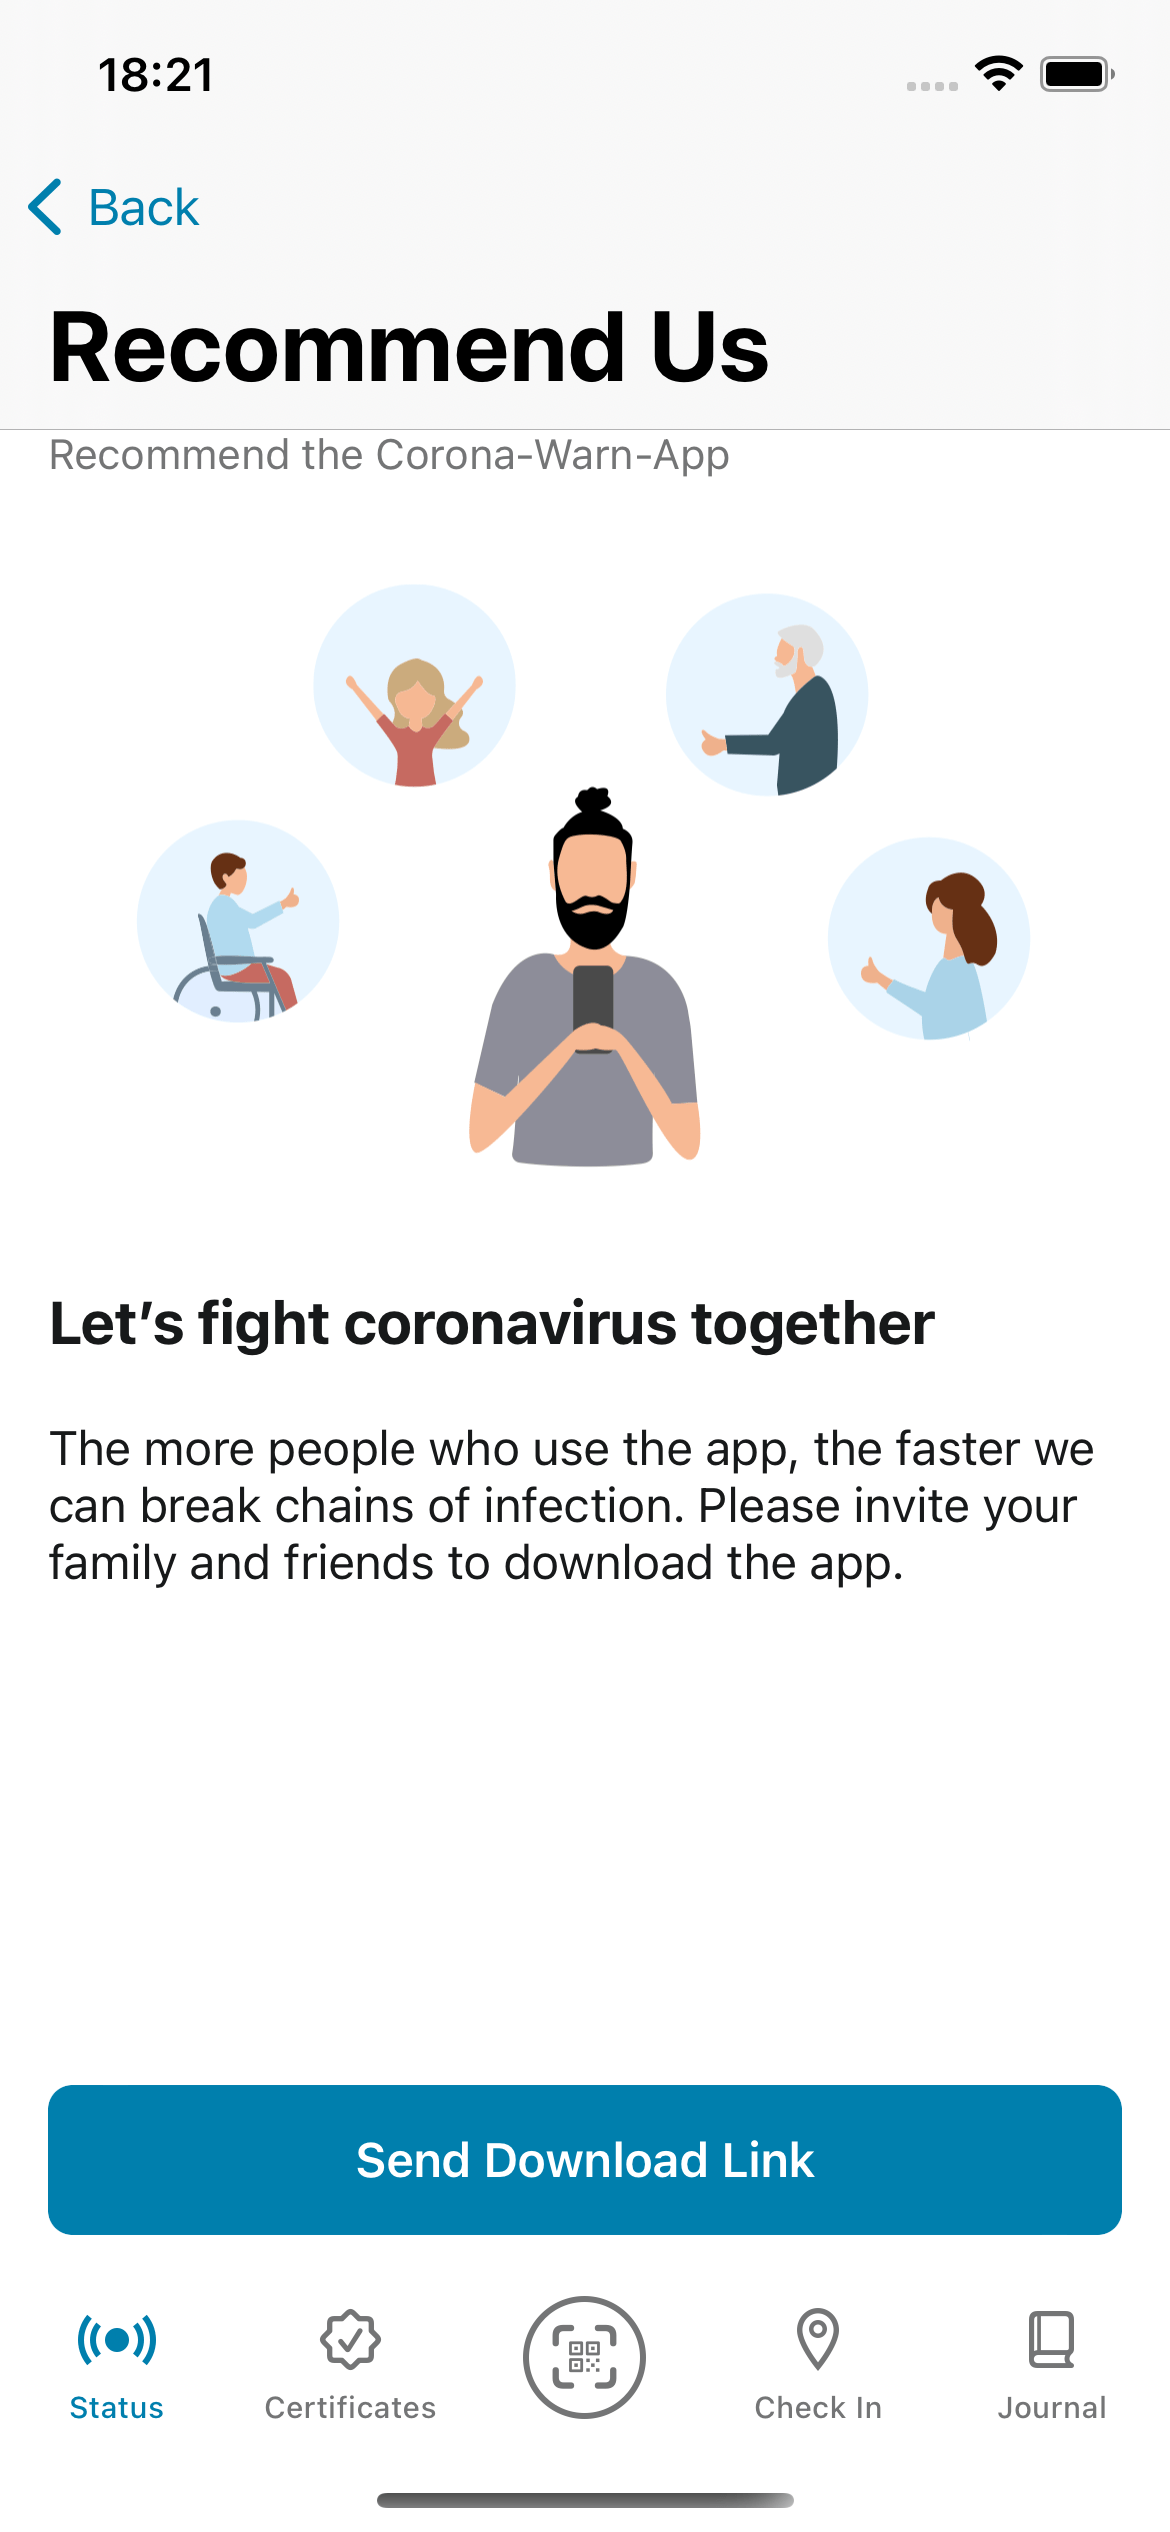 18:21
Back
Recommend Us
Recommend the Corona-Warn-App
Let’s fight coronavirus together
The more people who use the app, the faster we
can break chains of infection. Please invite your
family and friends to download the app.
Send Download Link
Status
Certificates
Check In
Journal